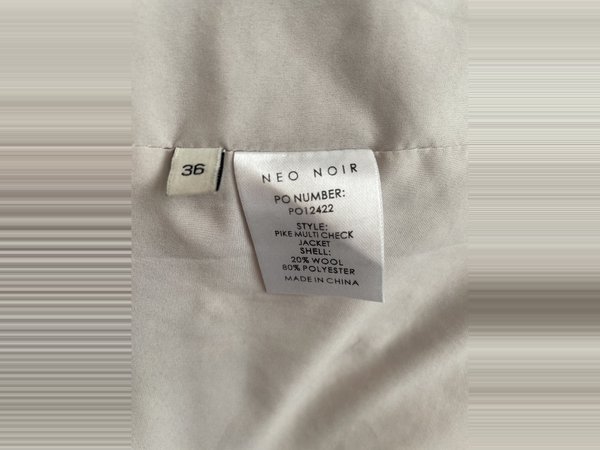 36
NEO NOIR
PO NUMBER:
PO12422
STYLE:
PIKE MULTI CHECK
JACKET
SHELL:
20% WOOL
80% POLYESTER
MADE IN CHINA